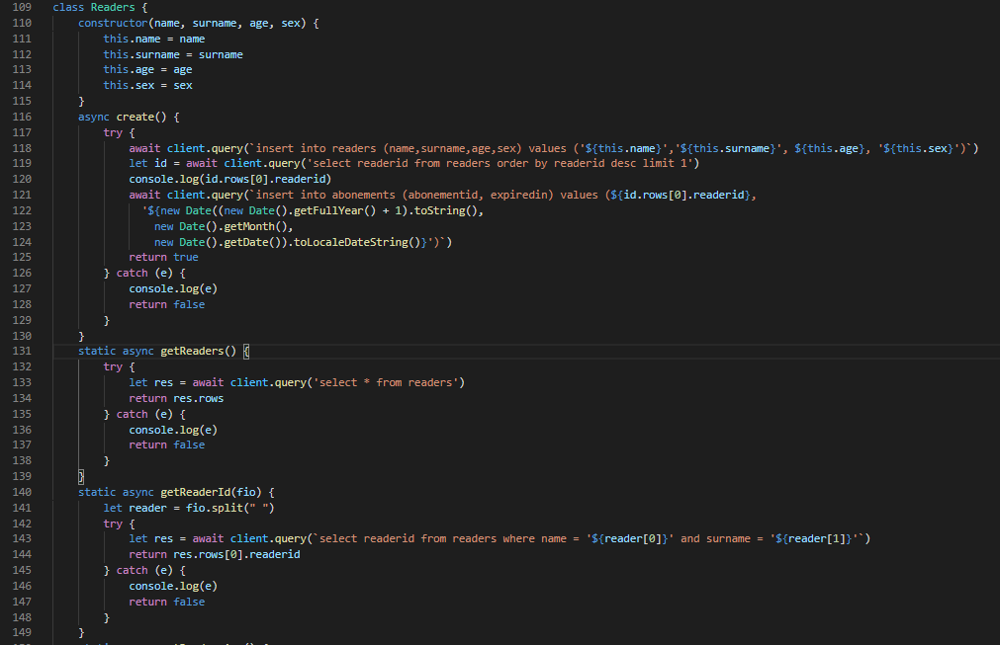 109 class Readers {
110     constructor(name, surname, age, sex) {
111         this.name = name
112         this.surname = surname
113         this.age = age
114         this.sex = sex
115     }
116     async create() {
117         try {
118             await client.query(`insert into readers (name,surname,age,sex) values ('${this.name}','${this.surname}', ${this.age}, '${this.sex}')`)
119             let id = await client.query('select readerid from readers order by readerid desc limit 1')
120             console.log(id.rows[0].readerid)
121             await client.query(`insert into abonements (abonementid, expiredin) values (${id.rows[0].readerid},
122               '${new Date((new Date().getFullYear() + 1).toString(),
123                 new Date().getMonth(),
124                 new Date().getDate()).toLocaleDateString()}')`)
125             return true
126         } catch (e) {
127             console.log(e)
128             return false
129         }
130     }
131     static async getReaders() {
132         try {
133             let res = await client.query('select * from readers')
134             return res.rows
135         } catch (e) {
136             console.log(e)
137             return false
138         }
139     }
140     static async getReaderId(fio) {
141         let reader = fio.split(" ")
142         try {
143             let res = await client.query(`select readerid from readers where name = '${reader[0]}' and surname = '${reader[1]}'`)
144             return res.rows[0].readerid
145         } catch (e) {
146             console.log(e)
147             return false
148         }
149     }